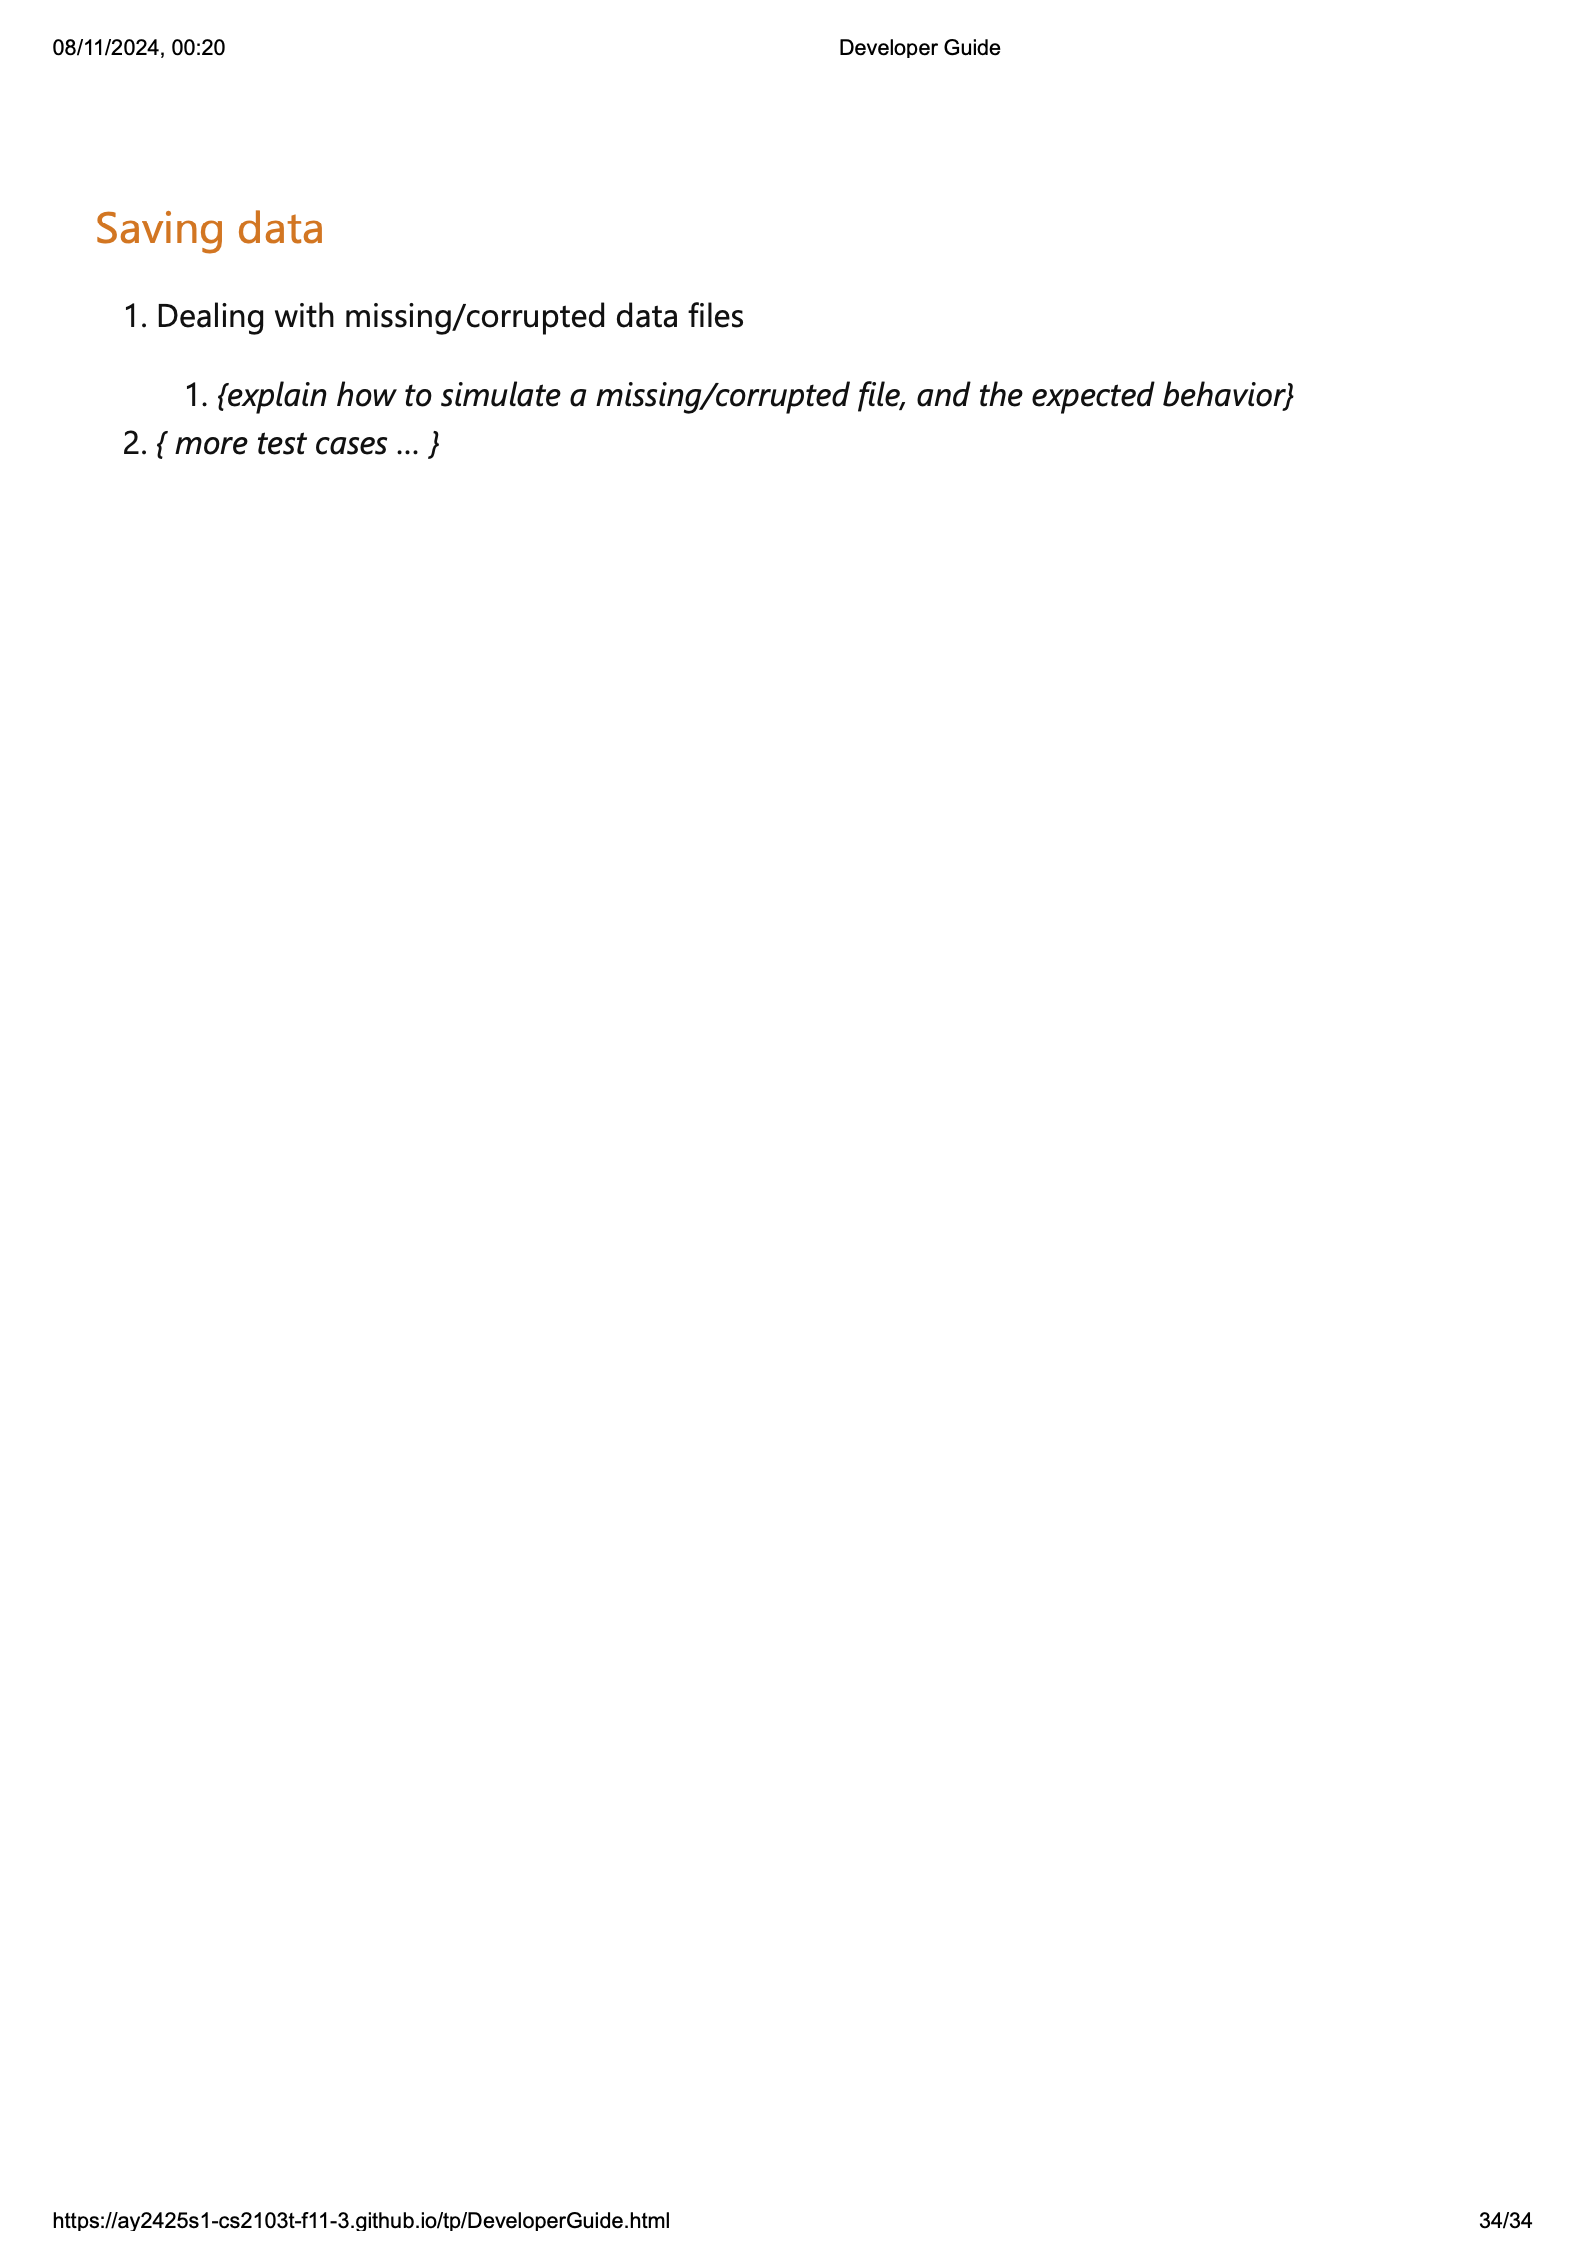 08/11/2024, 00:20 Developer Guide
Saving data
1. Dealing with missing/corrupted data files
1. {explain how to simulate a missing/corrupted file, and the expected behavior}
2. { more test cases … }
https://ay2425s1-cs2103t-f11-3.github.io/tp/DeveloperGuide.html 34/34